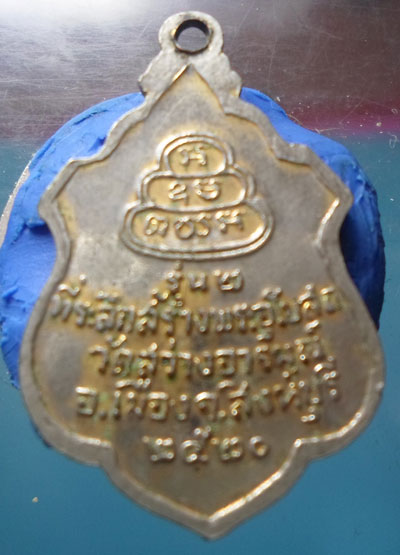 รุ่น ๒
ที่ระลึกสร้างพระอุโบสถ
วัดสว่างอารมณ์
อ.เมือง จ.สิงห์บุรี
๒๕๒๐